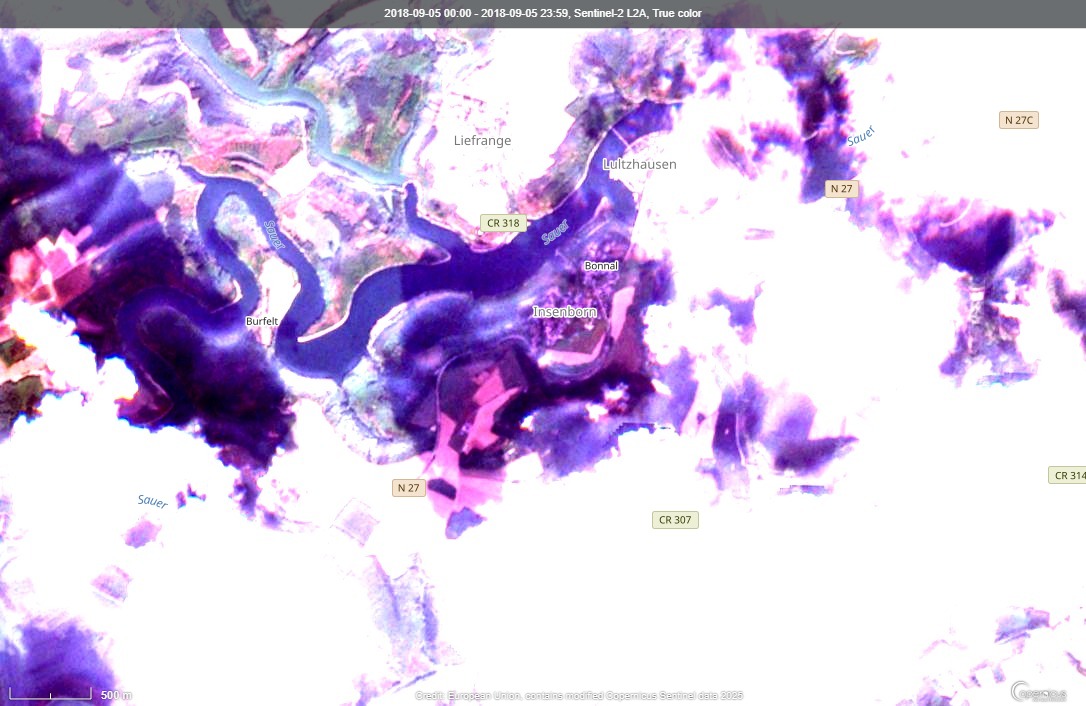 2018-09-05 00:00 - 2018-09-05 23:59, Sentinel-2 L2A, True color
N 27C
Sauer
Liefrange
Lultzhausen
N 27
CR 318
Sauer
Sauer
Bonnal
Insenborn
Burfelt
CR 314
N 27
Sauer
CR 307
500 m
Credit: European Union, contains modified Copernicus Sentinel data 2025
opernicus